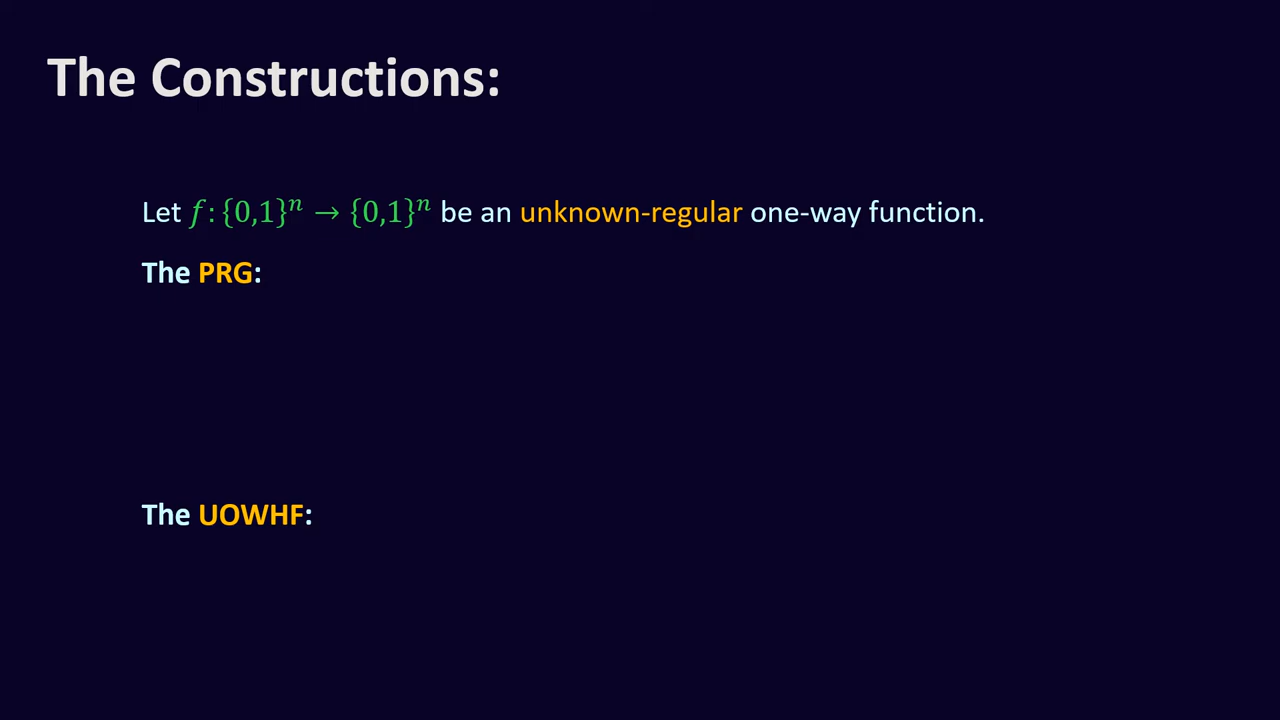 The Constructions:
Let 𝑓: {0,1}ⁿ → {0,1}ⁿ be an unknown-regular one-way function.
The PRG:
The UOWHF: